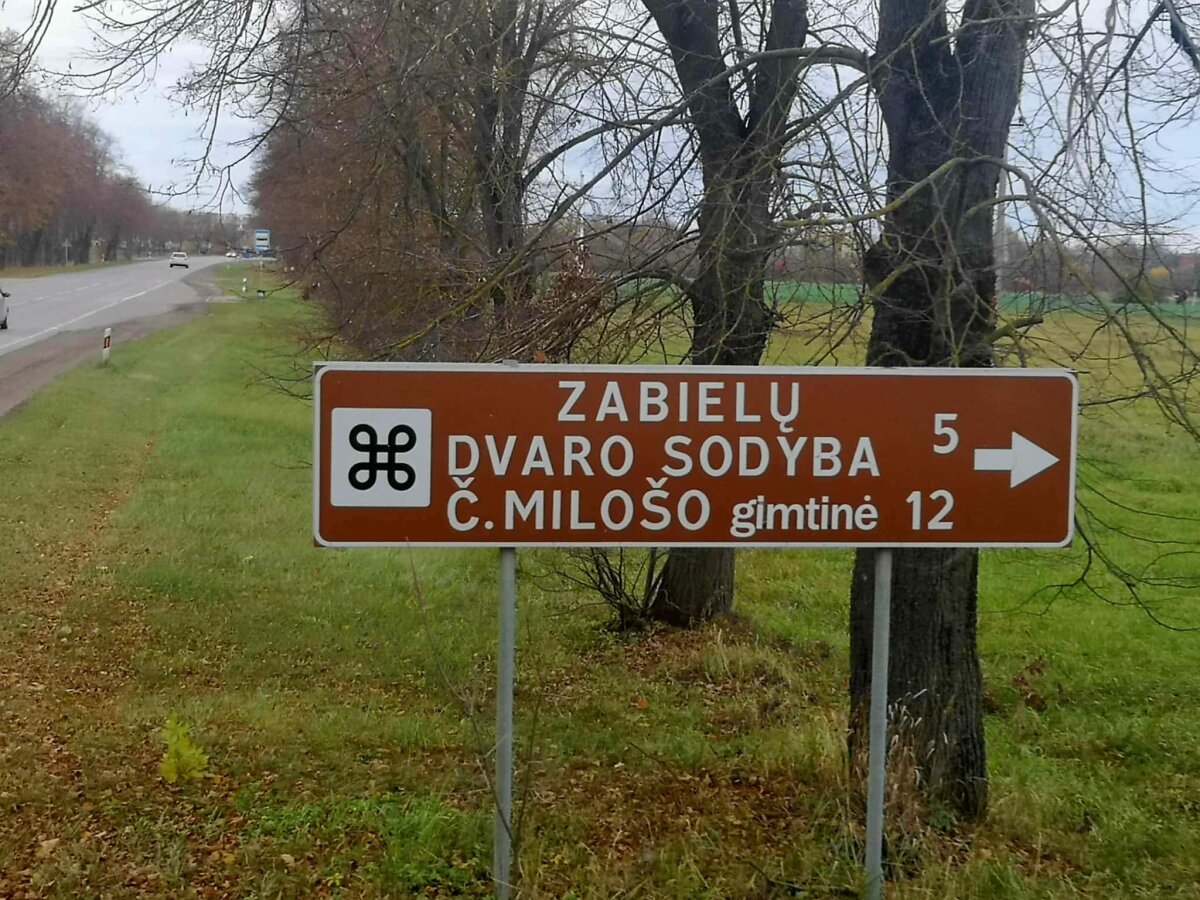 ZABIELŲ
DVARO SODYBA 5
Č. MILOŠO gimtinė 12